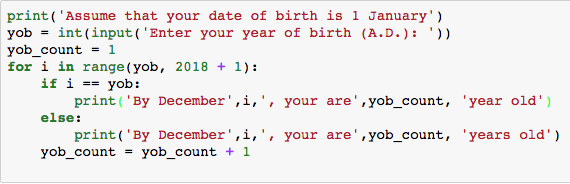 print('Assume that your date of birth is 1 January')
yob = int(input('Enter your year of birth (A.D.): '))
yob_count = 1
for i in range(yob, 2018 + 1):
    if i == yob:
        print('By December',i,', your are',yob_count, 'year old')
    else:
        print('By December',i,', your are',yob_count, 'years old')
    yob_count = yob_count + 1